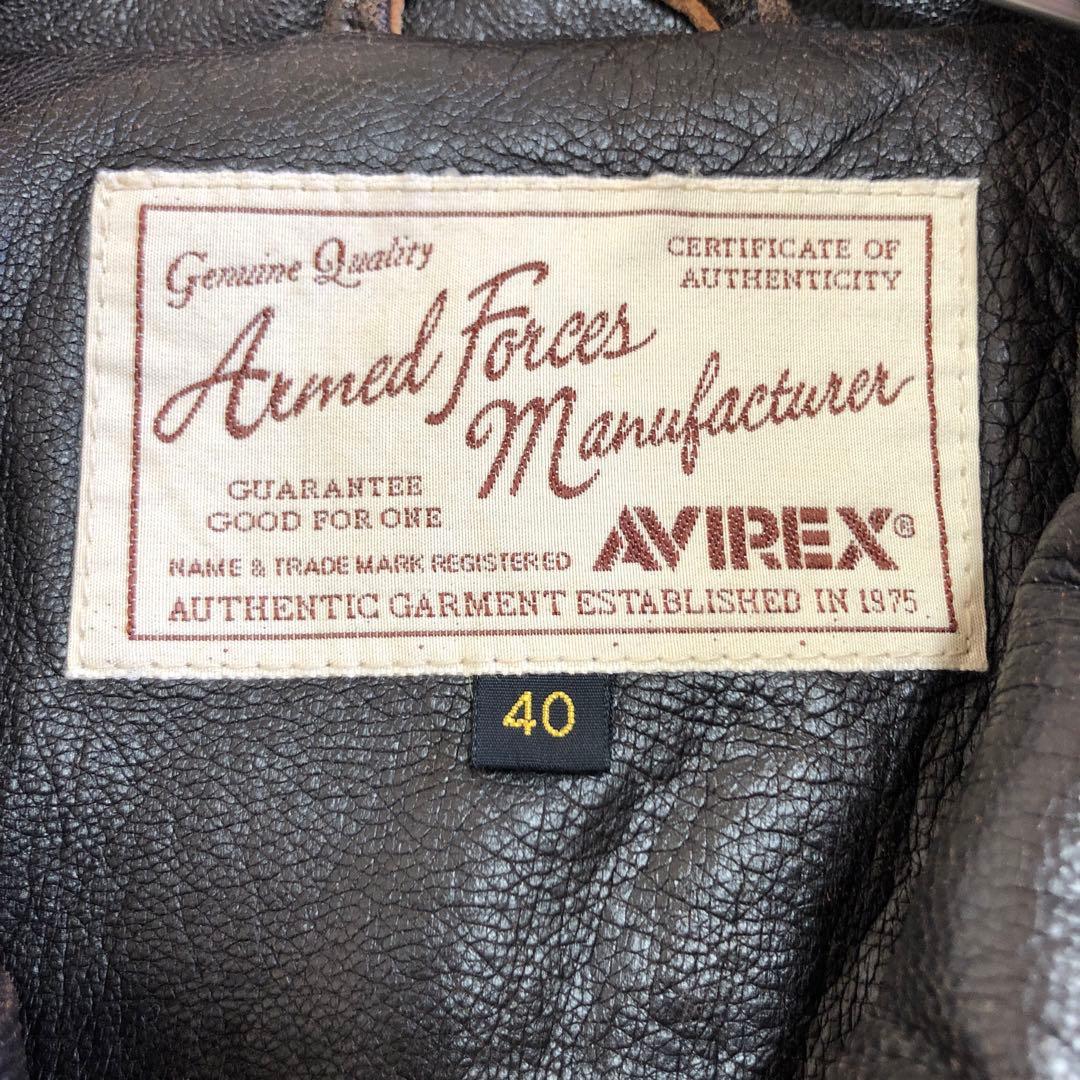 Genuine Quality
CERTIFICATE OF
AUTHENTICITY
Armed Forces
Manufacturer
GUARANTEE
GOOD FOR ONE
NAME & TRADE MARK REGISTERED
AVIREX®
AUTHENTIC GARMENT ESTABLISHED IN 1975
40